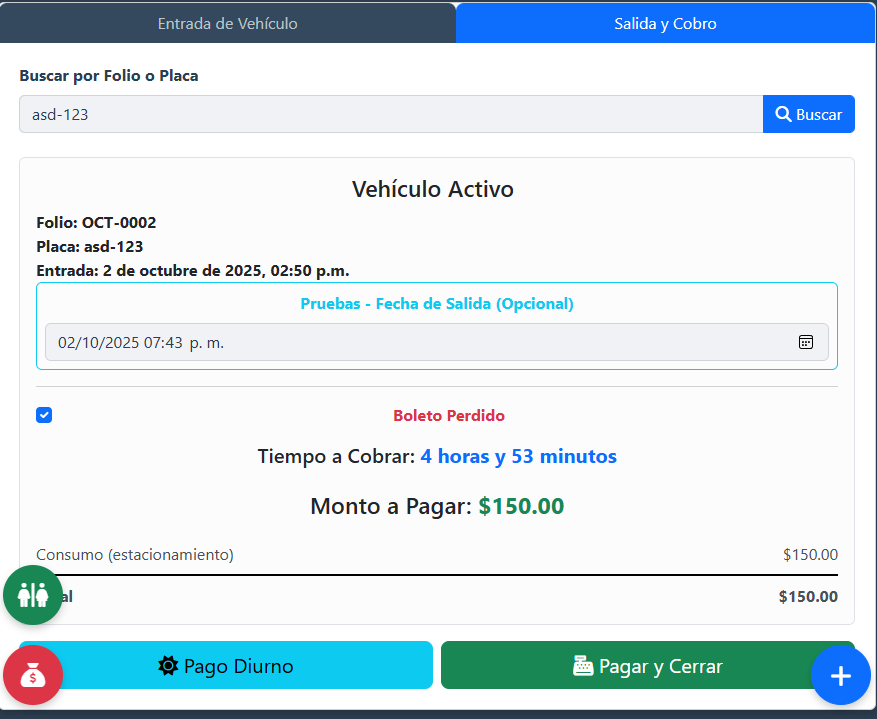 Entrada de Vehículo
Salida y Cobro
Buscar por Folio o Placa
asd-123
Buscar
Vehículo Activo
Folio: OCT-0002
Placa: asd-123
Entrada: 2 de octubre de 2025, 02:50 p.m.
Pruebas - Fecha de Salida (Opcional)
02/10/2025 07:43 p. m.
Boleto Perdido
Tiempo a Cobrar: 4 horas y 53 minutos
Monto a Pagar: $150.00
Consumo (estacionamiento) $150.00
$150.00
Pago Diurno
Pagar y Cerrar